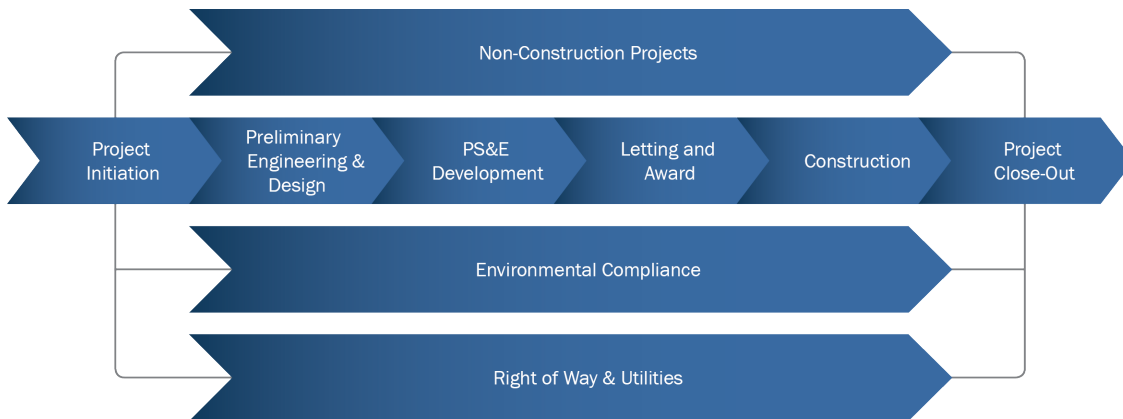 Non-Construction Projects
Project
Initiation
Preliminary
Engineering &
Design
PS&E
Development
Letting and
Award
Construction
Project
Close-Out
Environmental Compliance
Right of Way & Utilities